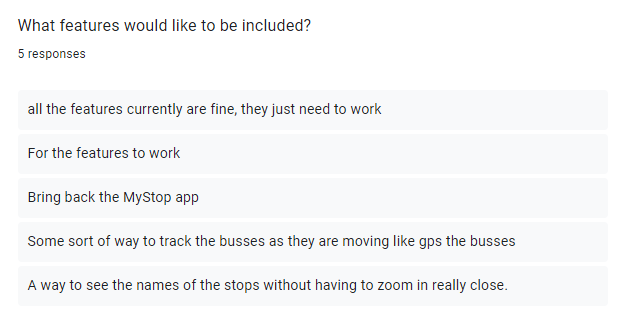 What features would like to be included?
5 responses
all the features currently are fine, they just need to work
For the features to work
Bring back the MyStop app
Some sort of way to track the busses as they are moving like gps the busses
A way to see the names of the stops without having to zoom in really close.